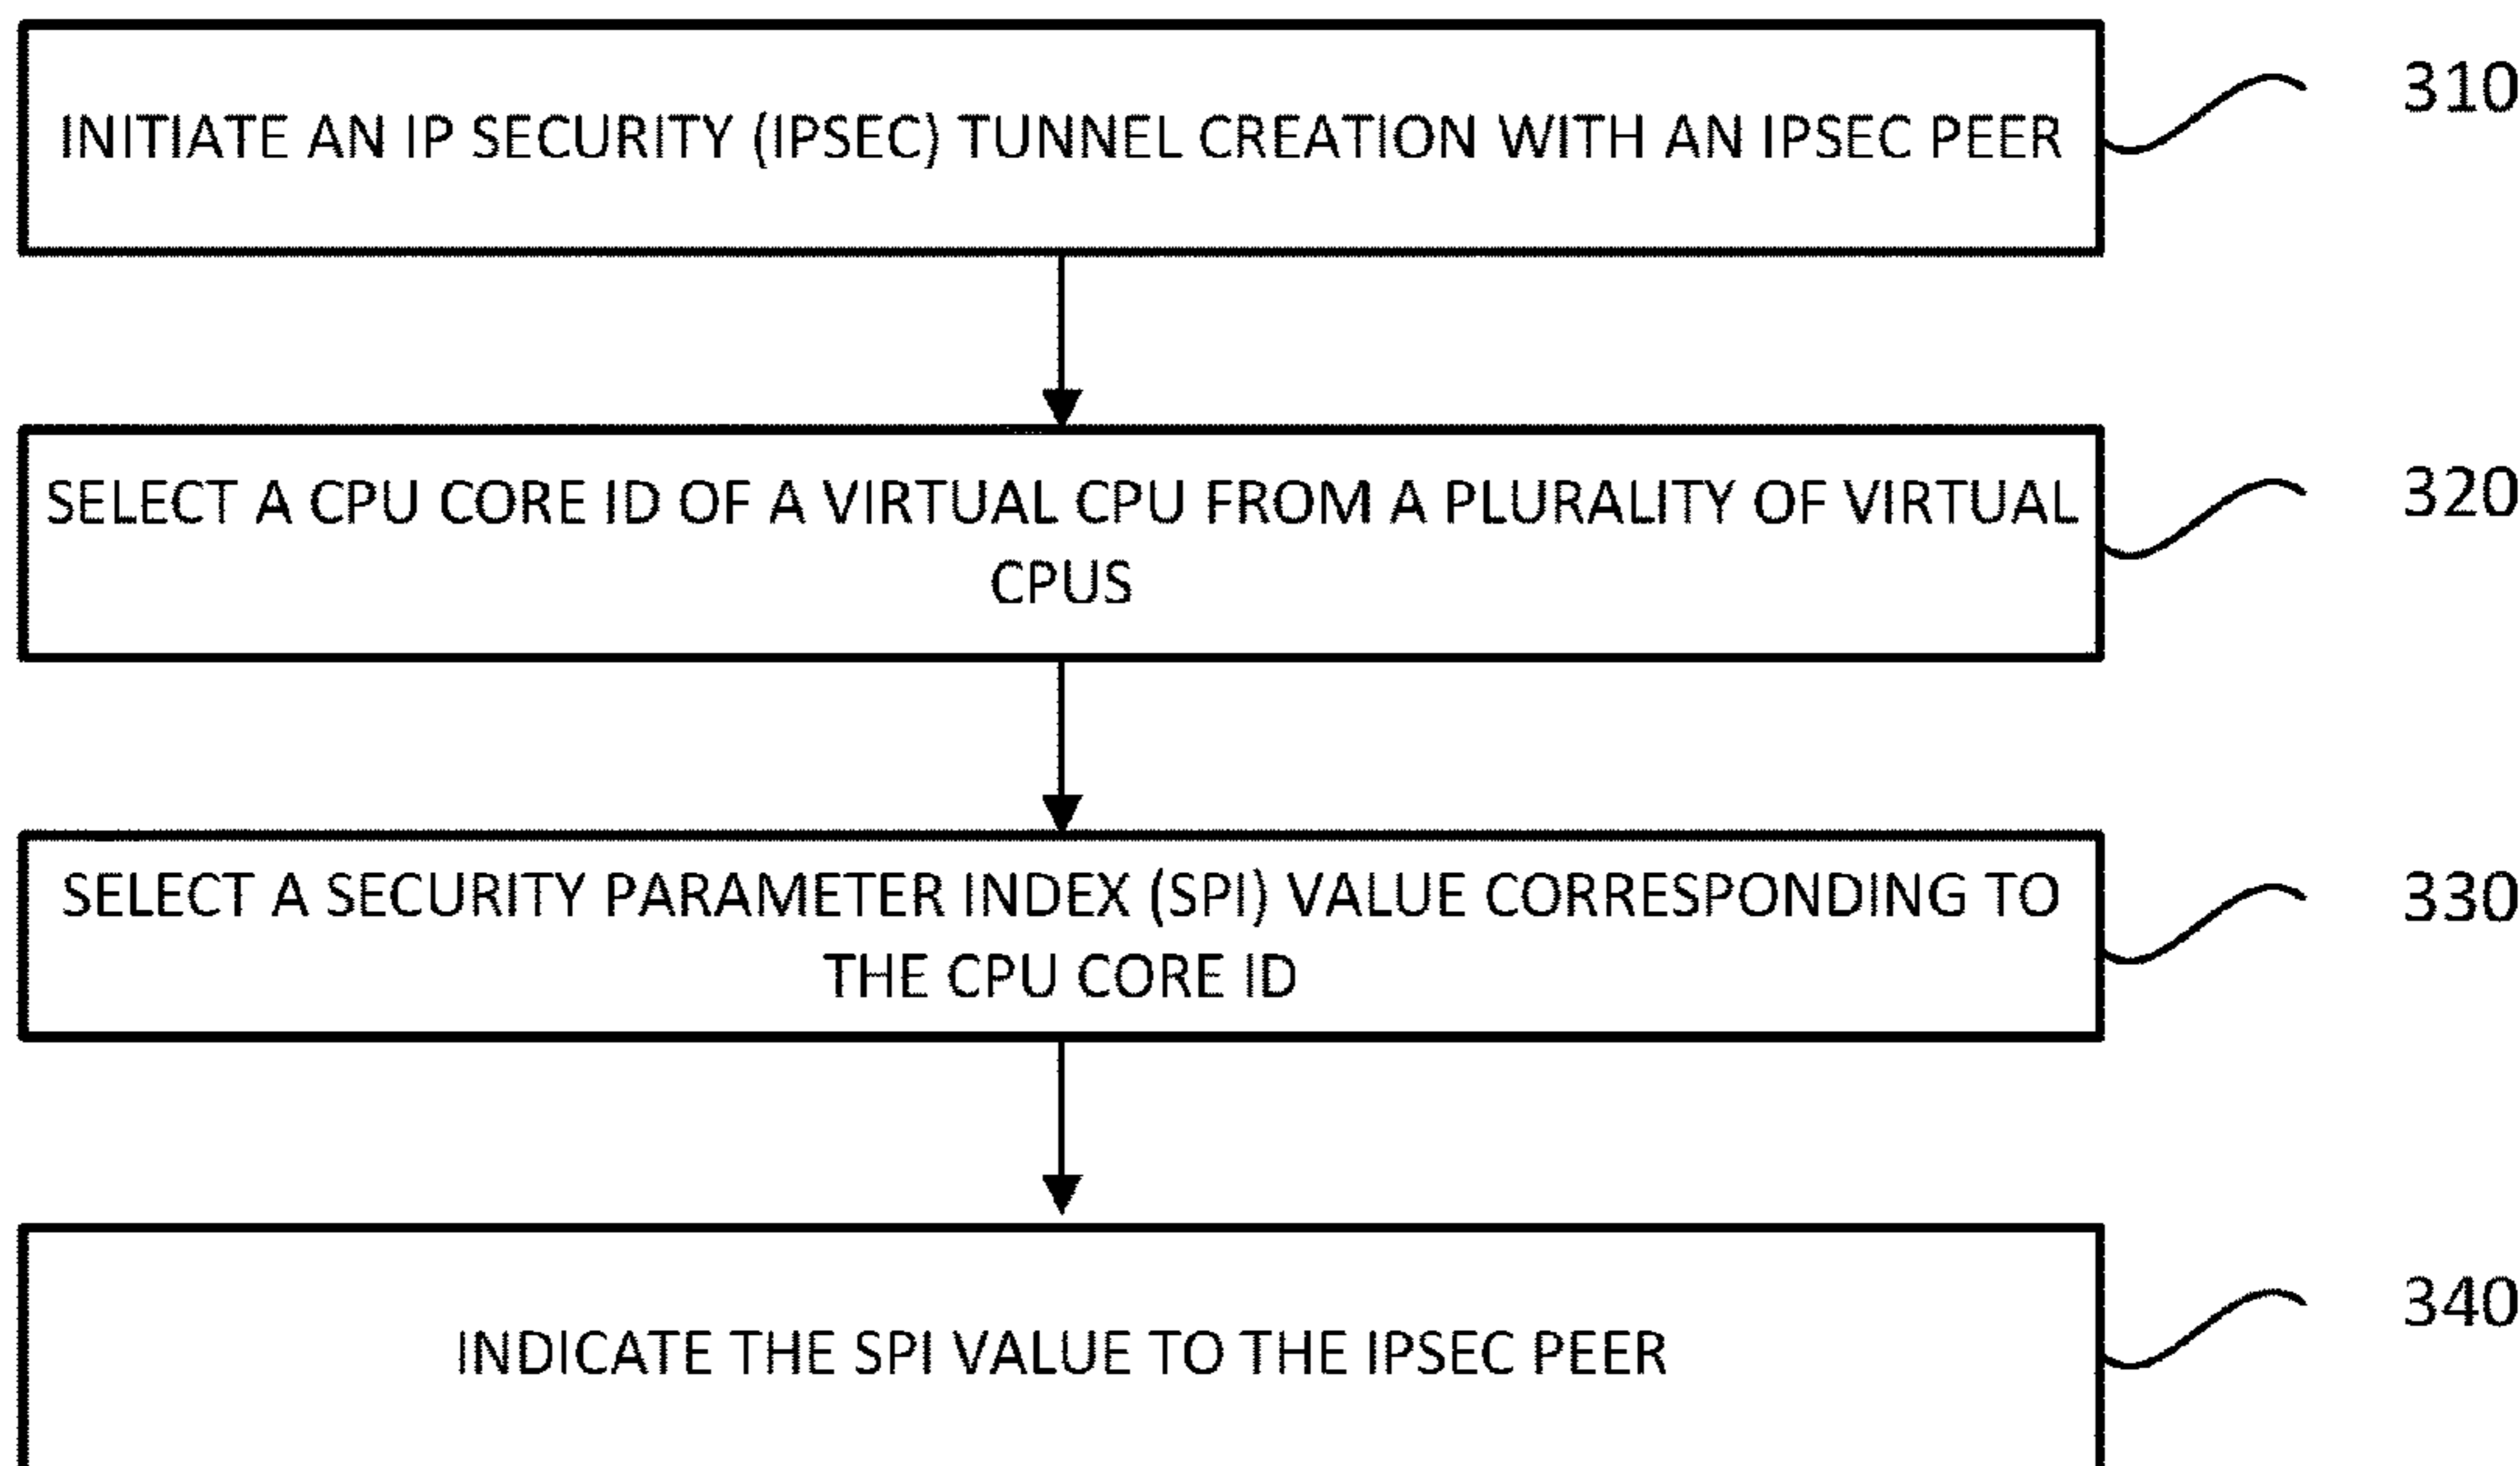 INITIATE AN IP SECURITY (IPSEC) TUNNEL CREATION WITH AN IPSEC PEER
310
SELECT A CPU CORE ID OF A VIRTUAL CPU FROM A PLURALITY OF VIRTUAL
CPUS
320
SELECT A SECURITY PARAMETER INDEX (SPI) VALUE CORRESPONDING TO
THE CPU CORE ID
330
INDICATE THE SPI VALUE TO THE IPSEC PEER
340